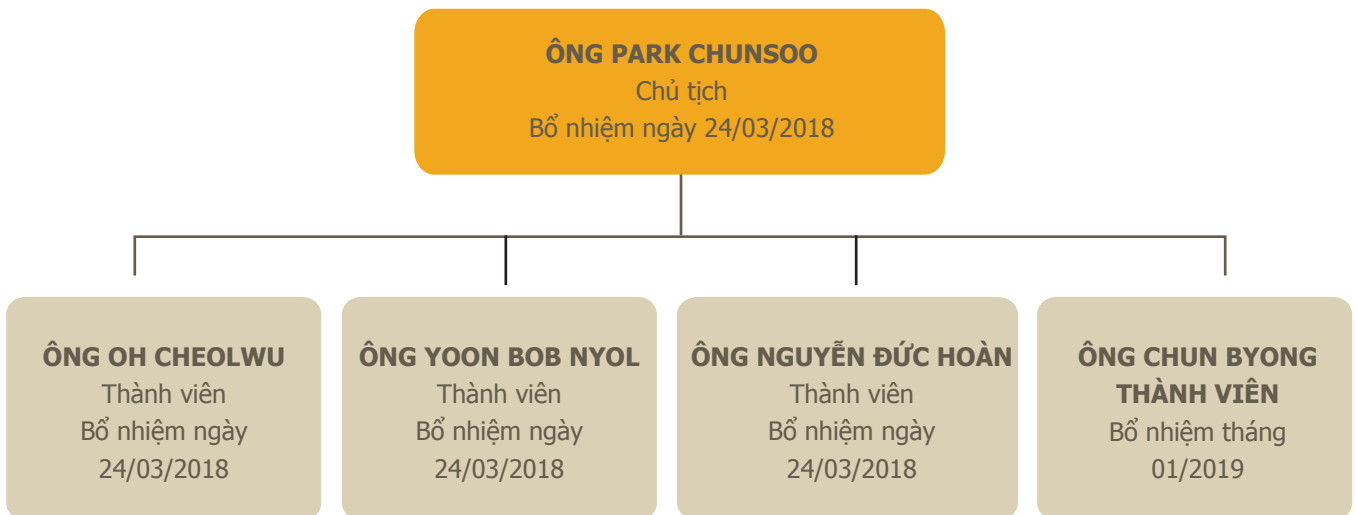 ÔNG PARK CHUNSOO
Chủ tịch
Bổ nhiệm ngày 24/03/2018
ÔNG OH CHEOLWU
Thành viên
Bổ nhiệm ngày
24/03/2018
ÔNG YOON BOB NYOL
Thành viên
Bổ nhiệm ngày
24/03/2018
ÔNG NGUYỄN ĐỨC HOÀN
Thành viên
Bổ nhiệm ngày
24/03/2018
ÔNG CHUN BYONG
THÀNH VIÊN
Bổ nhiệm tháng
01/2019